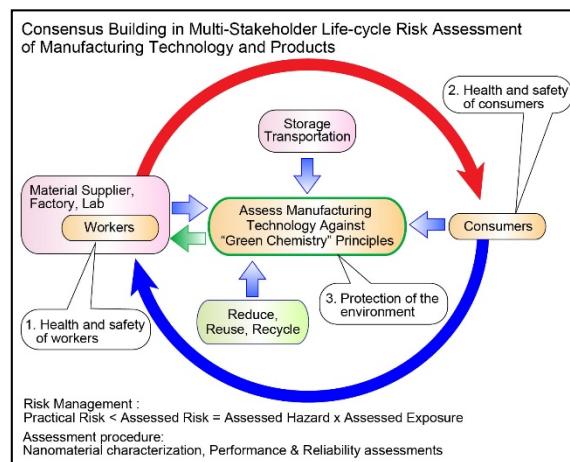 Consensus Building in Multi-Stakeholder Life-cycle Risk Assessment
of Manufacturing Technology and Products
2. Health and safety
of consumers
Storage
Transportation
Material Supplier,
Factory, Lab
Workers
Assess Manufacturing
Technology Against
"Green Chemistry" Principles
Consumers
1. Health and safety
of workers
Reduce,
Reuse, Recycle
3. Protection of the
environment
Risk Management :
Practical Risk < Assessed Risk = Assessed Hazard x Assessed Exposure
Assessment procedure:
Nanomaterial characterization, Performance & Reliability assessments